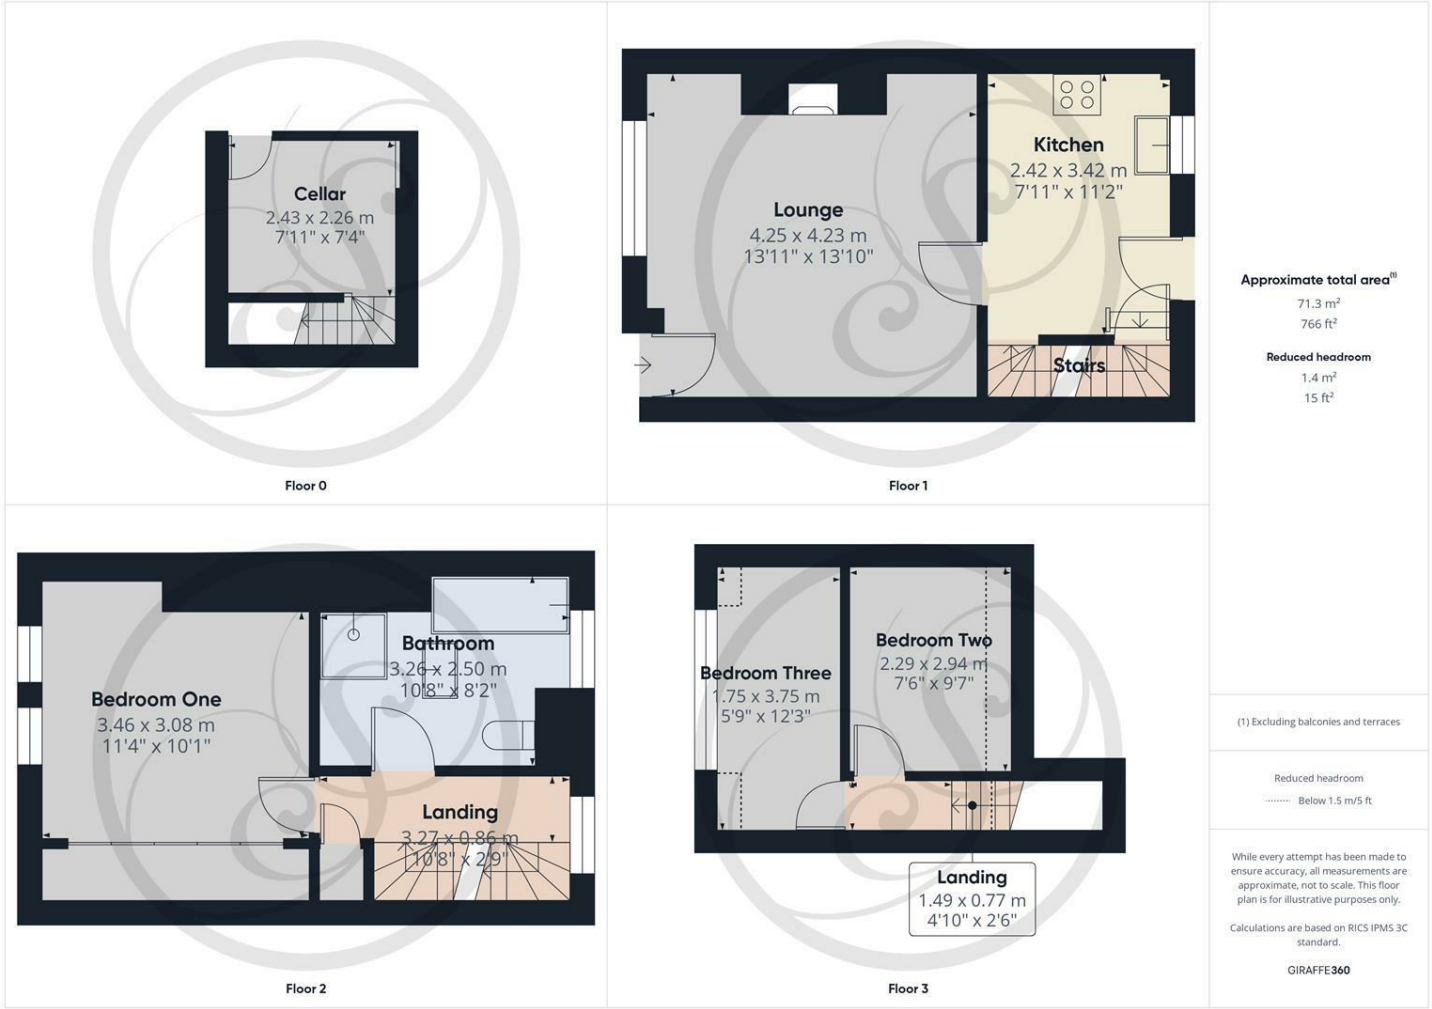 Cellar
2.43 x 2.26 m
7'11" x 7'4"
Floor 0
Lounge
4.25 x 4.23 m
13'11" x 13'10"
Kitchen
2.42 x 3.42 m
7'11" x 11'2"
Stairs
Floor 1
Bedroom One
3.46 x 3.08 m
11'4" x 10'1"
Bathroom
3.26 x 2.50 m
10'8" x 8'2"
Landing
3.27 x 0.86 m
10'8" x 2'9"
Floor 2
Bedroom Three
1.75 x 3.75 m
5'9" x 12'3"
Bedroom Two
2.29 x 2.94 m
7'6" x 9'7"
Landing
1.49 x 0.77 m
4'10" x 2'6"
Floor 3
Approximate total area⁽¹⁾
71.3 m²
766 ft²
Reduced headroom
1.4 m²
15 ft²
(1) Excluding balconies and terraces
Reduced headroom
Below 1.5 m/5 ft
While every attempt has been made to
ensure accuracy, all measurements are
approximate, not to scale. This floor
plan is for illustrative purposes only.
Calculations are based on RICS IPMS 3C
standard.
GIRAFFE360